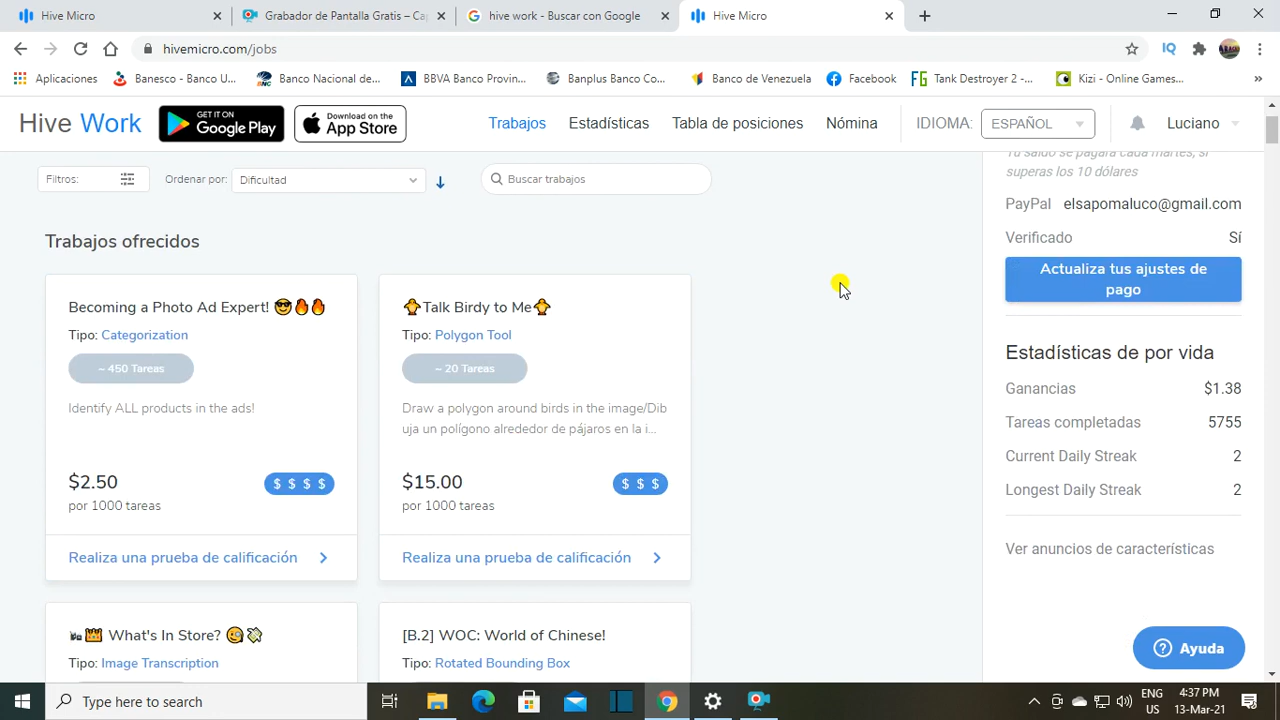 Hive Micro
Grabador de Pantalla Gratis – Ca
hive work - Buscar con Google
Hive Micro
hivemicro.com/jobs
Aplicaciones
Banesco - Banco U...
Banco Nacional de...
BBVA Banco Provin...
Banplus Banco Co...
Banco de Venezuela
Facebook
Tank Destroyer 2 -...
Kizi - Online Games...
Hive Work
GET IT ON
Google Play
Download on the
App Store
Trabajos
Estadísticas
Tabla de posiciones
Nómina
IDIOMA:
ESPAÑOL
Luciano
Filtros:
Ordenar por:
Dificultad
Buscar trabajos
Trabajos ofrecidos
Becoming a Photo Ad Expert! 😎🔥🔥
Tipo: Categorization
~ 450 Tareas
Identify ALL products in the ads!
$2.50
$ $ $ $
por 1000 tareas
Realiza una prueba de calificación
🐥Talk Birdy to Me🐥
Tipo: Polygon Tool
~ 20 Tareas
Draw a polygon around birds in the image/Dib
uja un polígono alrededor de pájaros en la i...
$15.00
$ $ $
por 1000 tareas
Realiza una prueba de calificación
What's In Store?
Tipo: Image Transcription
[B.2] WOC: World of Chinese!
Tipo: Rotated Bounding Box
Tu saldo se pagará cada martes, si
superas los 10 dólares
PayPal elsapomaluco@gmail.com
Verificado Sí
Actualiza tus ajustes de
pago
Estadísticas de por vida
Ganancias $1.38
Tareas completadas 5755
Current Daily Streak 2
Longest Daily Streak 2
Ver anuncios de características
Ayuda
Type here to search
ENG
US
4:37 PM
13-Mar-21